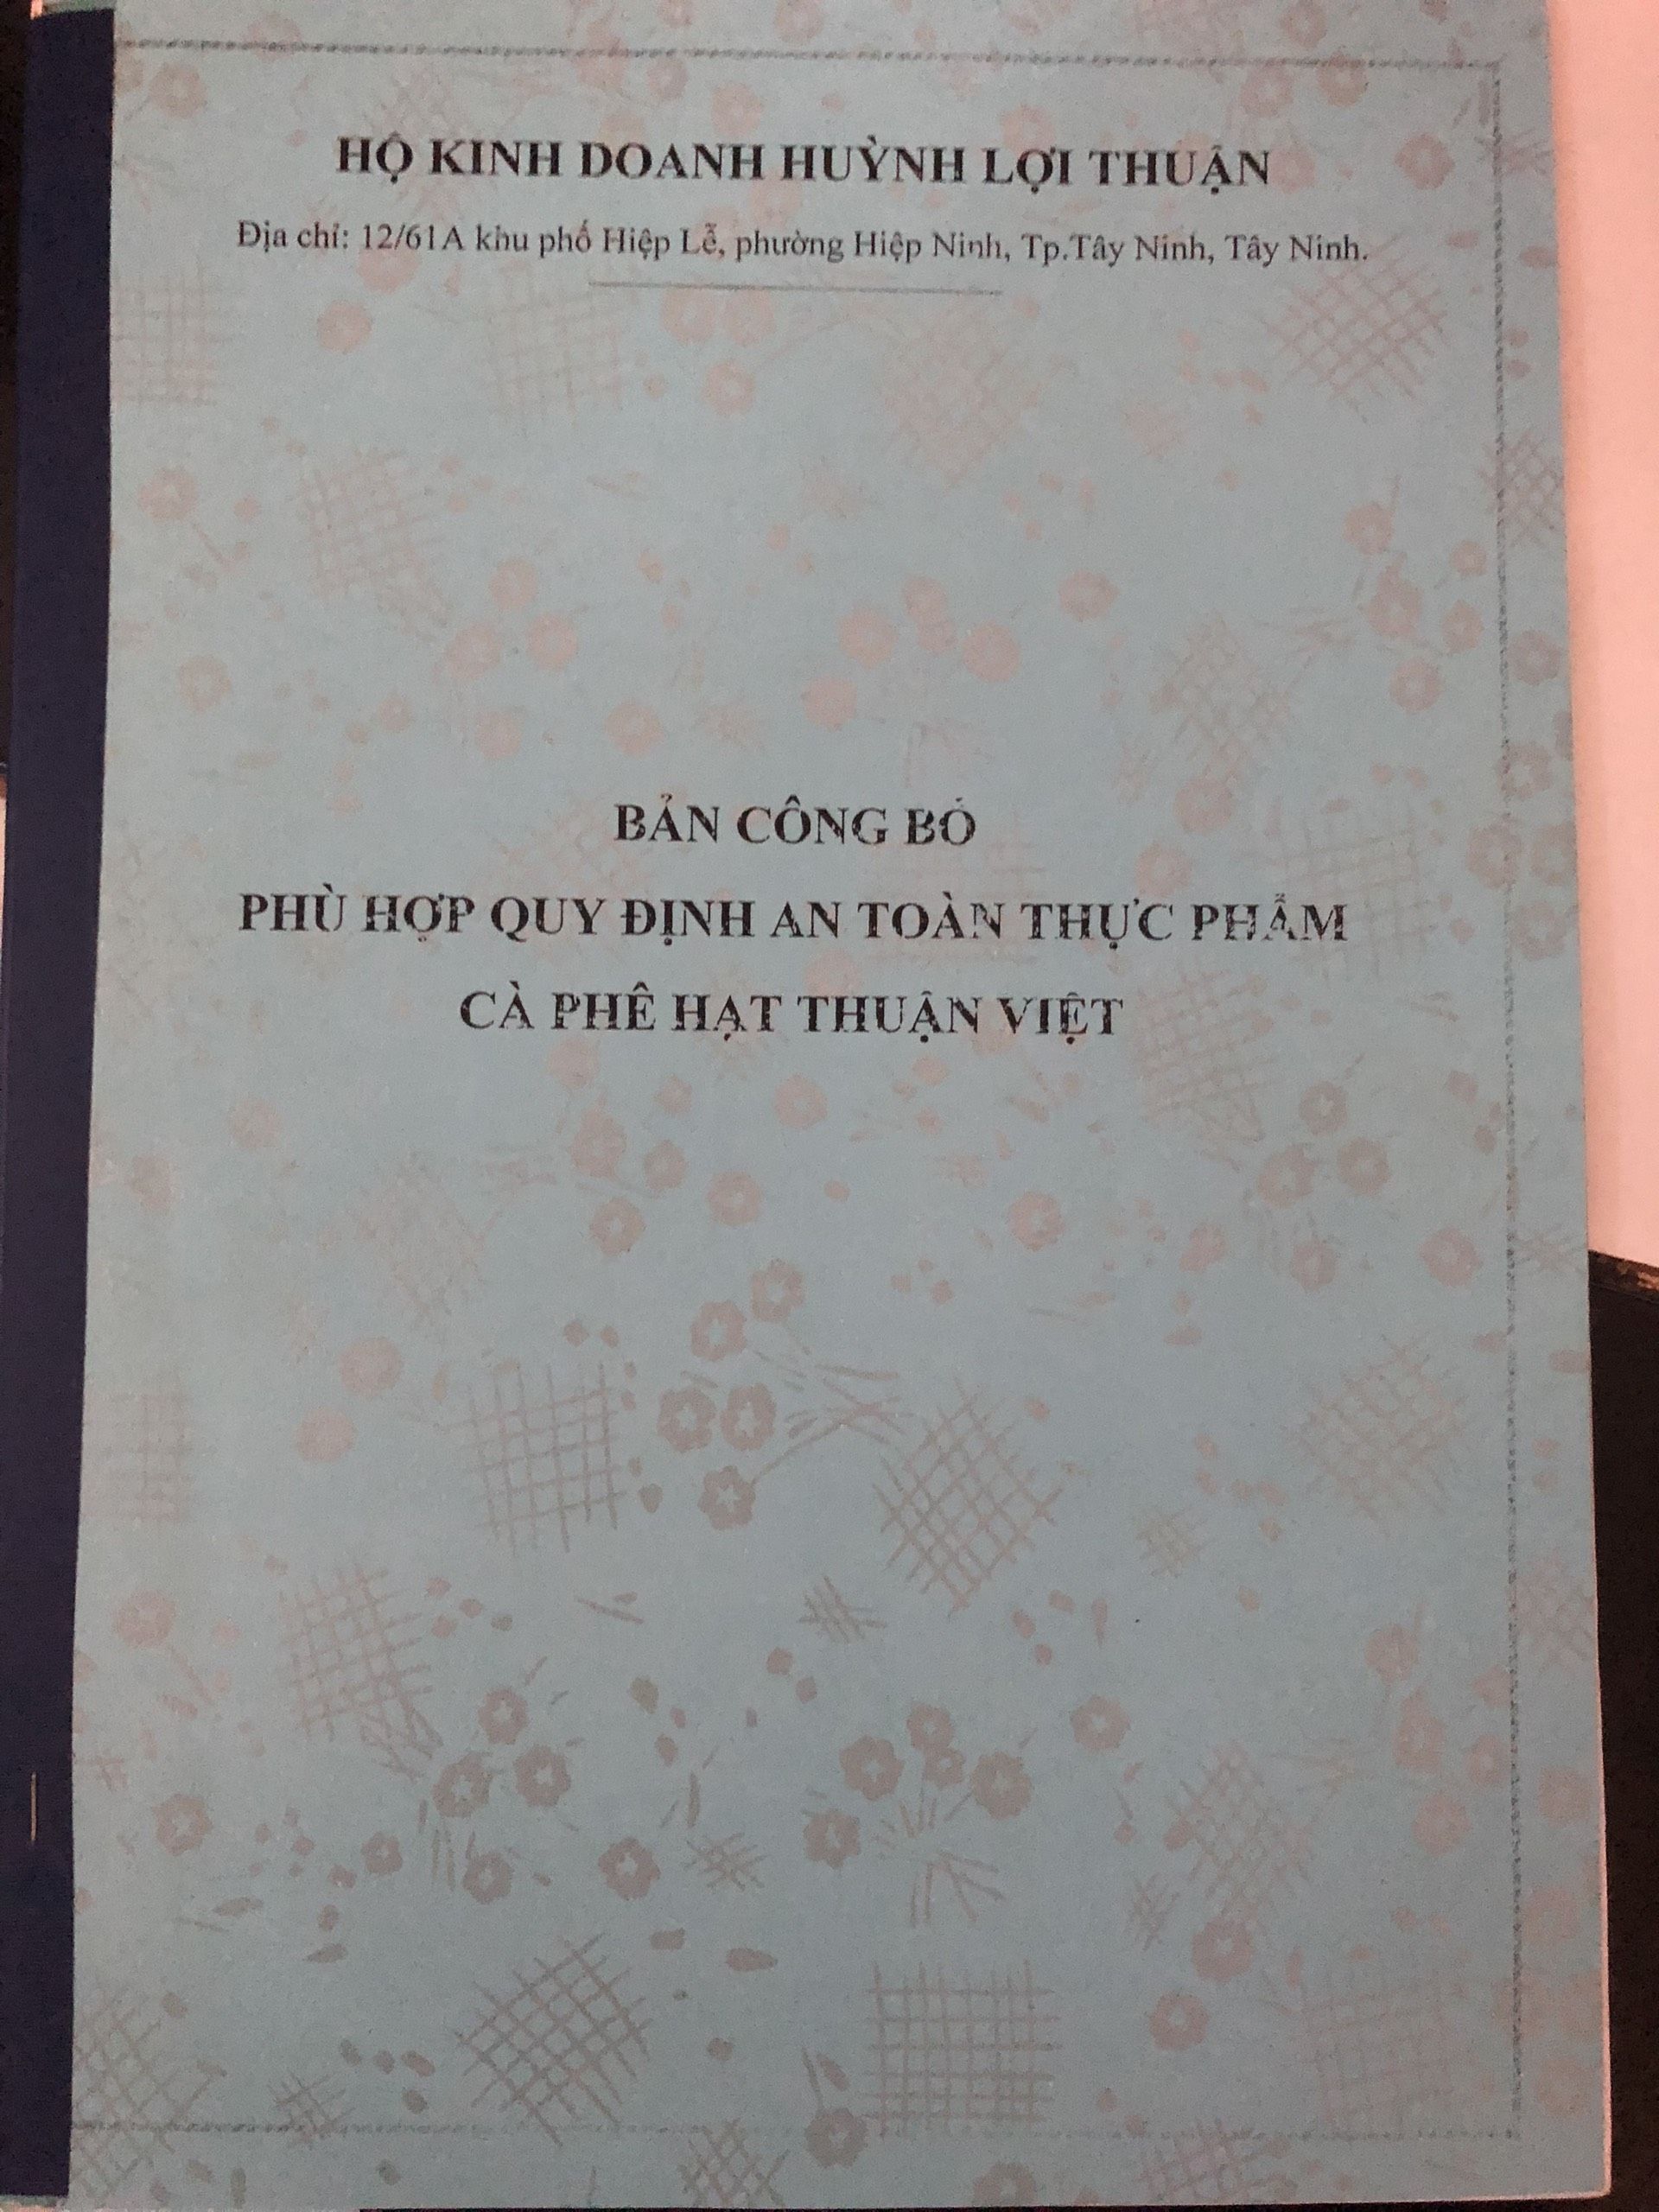 HỘ KINH DOANH HUỲNH LỢI THUẬN
Địa chỉ: 12/61A khu phố Hiệp Lễ, phường Hiệp Ninh, Tp.Tây Ninh, Tây Ninh.
BẢN CÔNG BỐ
PHÙ HỢP QUY ĐỊNH AN TOÀN THỰC PHẨM
CÀ PHÊ HẠT THUẬN VIỆT